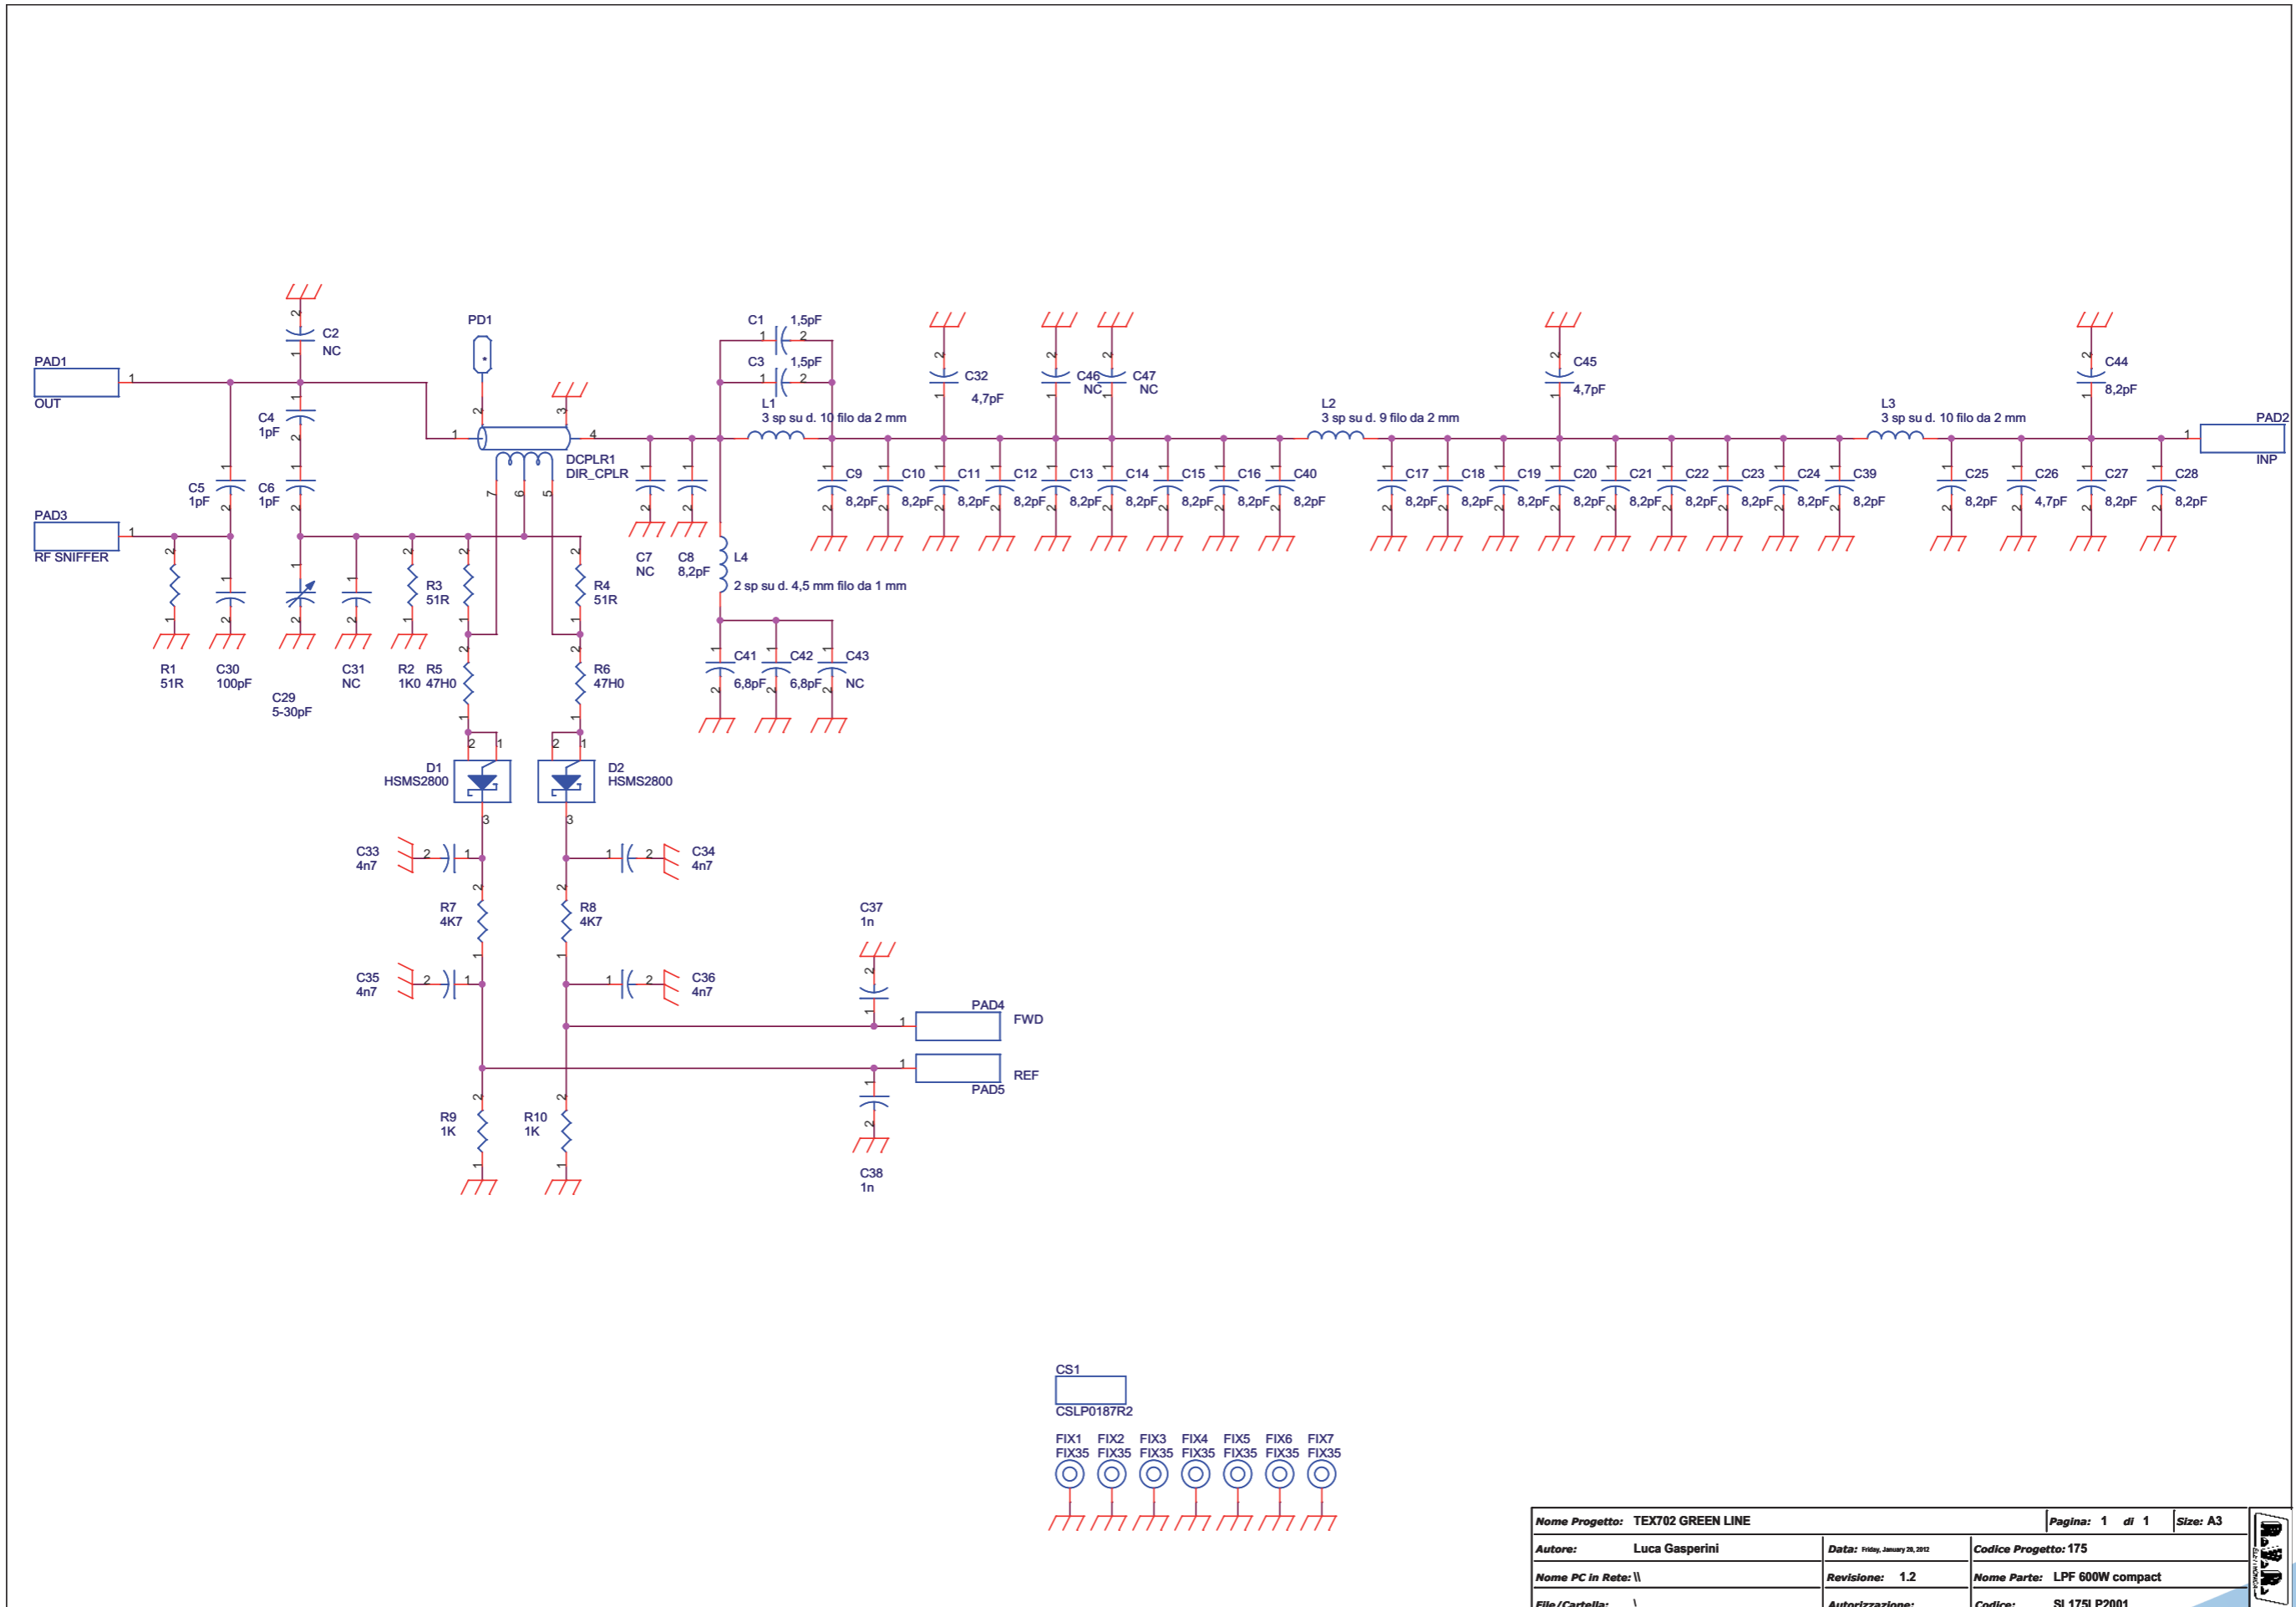 C2
NC
PD1
C1 1,5pF
C3 1,5pF
C32
4,7pF
C46
NC
C47
NC
C45
4,7pF
C44
8,2pF
PAD1
OUT
L1
3 sp su d. 10 filo da 2 mm
L2
3 sp su d. 9 filo da 2 mm
L3
3 sp su d. 10 filo da 2 mm
PAD2
INP
C4
1pF
DCPLR1
DIR_CPLR
C5
1pF
C6
1pF
C9
8,2pF
C10
8,2pF
C11
8,2pF
C12
8,2pF
C13
8,2pF
C14
8,2pF
C15
8,2pF
C16
8,2pF
C40
8,2pF
C17
8,2pF
C18
8,2pF
C19
8,2pF
C20
8,2pF
C21
8,2pF
C22
8,2pF
C23
8,2pF
C24
8,2pF
C39
8,2pF
C25
8,2pF
C26
4,7pF
C27
8,2pF
C28
8,2pF
PAD3
RF SNIFFER
C7
NC
C8
8,2pF
L4
2 sp su d. 4,5 mm filo da 1 mm
R3
51R
R4
51R
R1
51R
C30
100pF
C29
5-30pF
C31
NC
R2
1K0
R5
47H0
R6
47H0
C41
6,8pF
C42
6,8pF
C43
NC
D1
HSMS2800
D2
HSMS2800
C33
4n7
C34
4n7
R7
4K7
R8
4K7
C37
1n
C35
4n7
C36
4n7
PAD4
FWD
REF
PAD5
R9
1K
R10
1K
C38
1n
CS1
CSLP0187R2
FIX1 FIX2 FIX3 FIX4 FIX5 FIX6 FIX7
FIX35 FIX35 FIX35 FIX35 FIX35 FIX35 FIX35
Nome Progetto: TEX702 GREEN LINE Pagina: 1 di 1 Size: A3
Autore: Luca Gasperini Data: Friday, January 20, 2012 Codice Progetto: 175
Nome PC in Rete: \\ Revisione: 1.2 Nome Parte: LPF 600W compact
File/Cartella: \ Autorizzazione: Codice: SL175LP2001
R.V.R.
ELETTRONICA